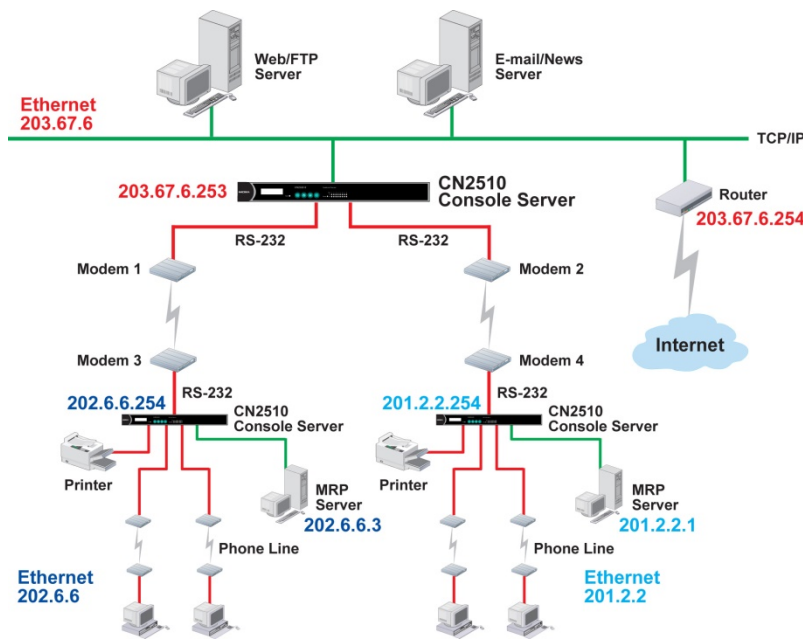 Web/FTP
Server
E-mail/News
Server
Ethernet
203.67.6
TCP/IP
203.67.6.253
CN2510
Console Server
Router
203.67.6.254
RS-232
RS-232
Modem 1
Modem 2
Internet
Modem 3
Modem 4
RS-232
RS-232
202.6.6.254
CN2510
Console Server
201.2.2.254
CN2510
Console Server
Printer
MRP
Server
202.6.6.3
Printer
MRP
Server
201.2.2.1
Phone Line
Phone Line
Ethernet
202.6.6
Ethernet
201.2.2